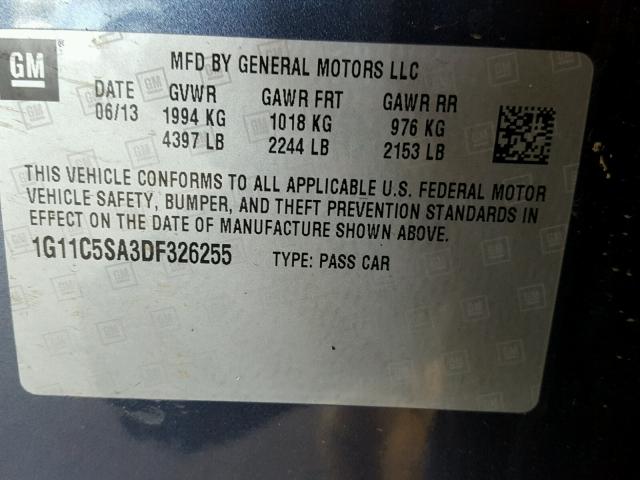 GM
MFD BY GENERAL MOTORS LLC
DATE GVWR GAWR FRT GAWR RR
06/13 1994 KG 1018 KG 976 KG
4397 LB 2244 LB 2153 LB
THIS VEHICLE CONFORMS TO ALL APPLICABLE U.S. FEDERAL MOTOR
VEHICLE SAFETY, BUMPER, AND THEFT PREVENTION STANDARDS IN
EFFECT ON THE DATE OF MANUFACTURE SHOWN ABOVE.
1G11C5SA3DF326255 TYPE: PASS CAR